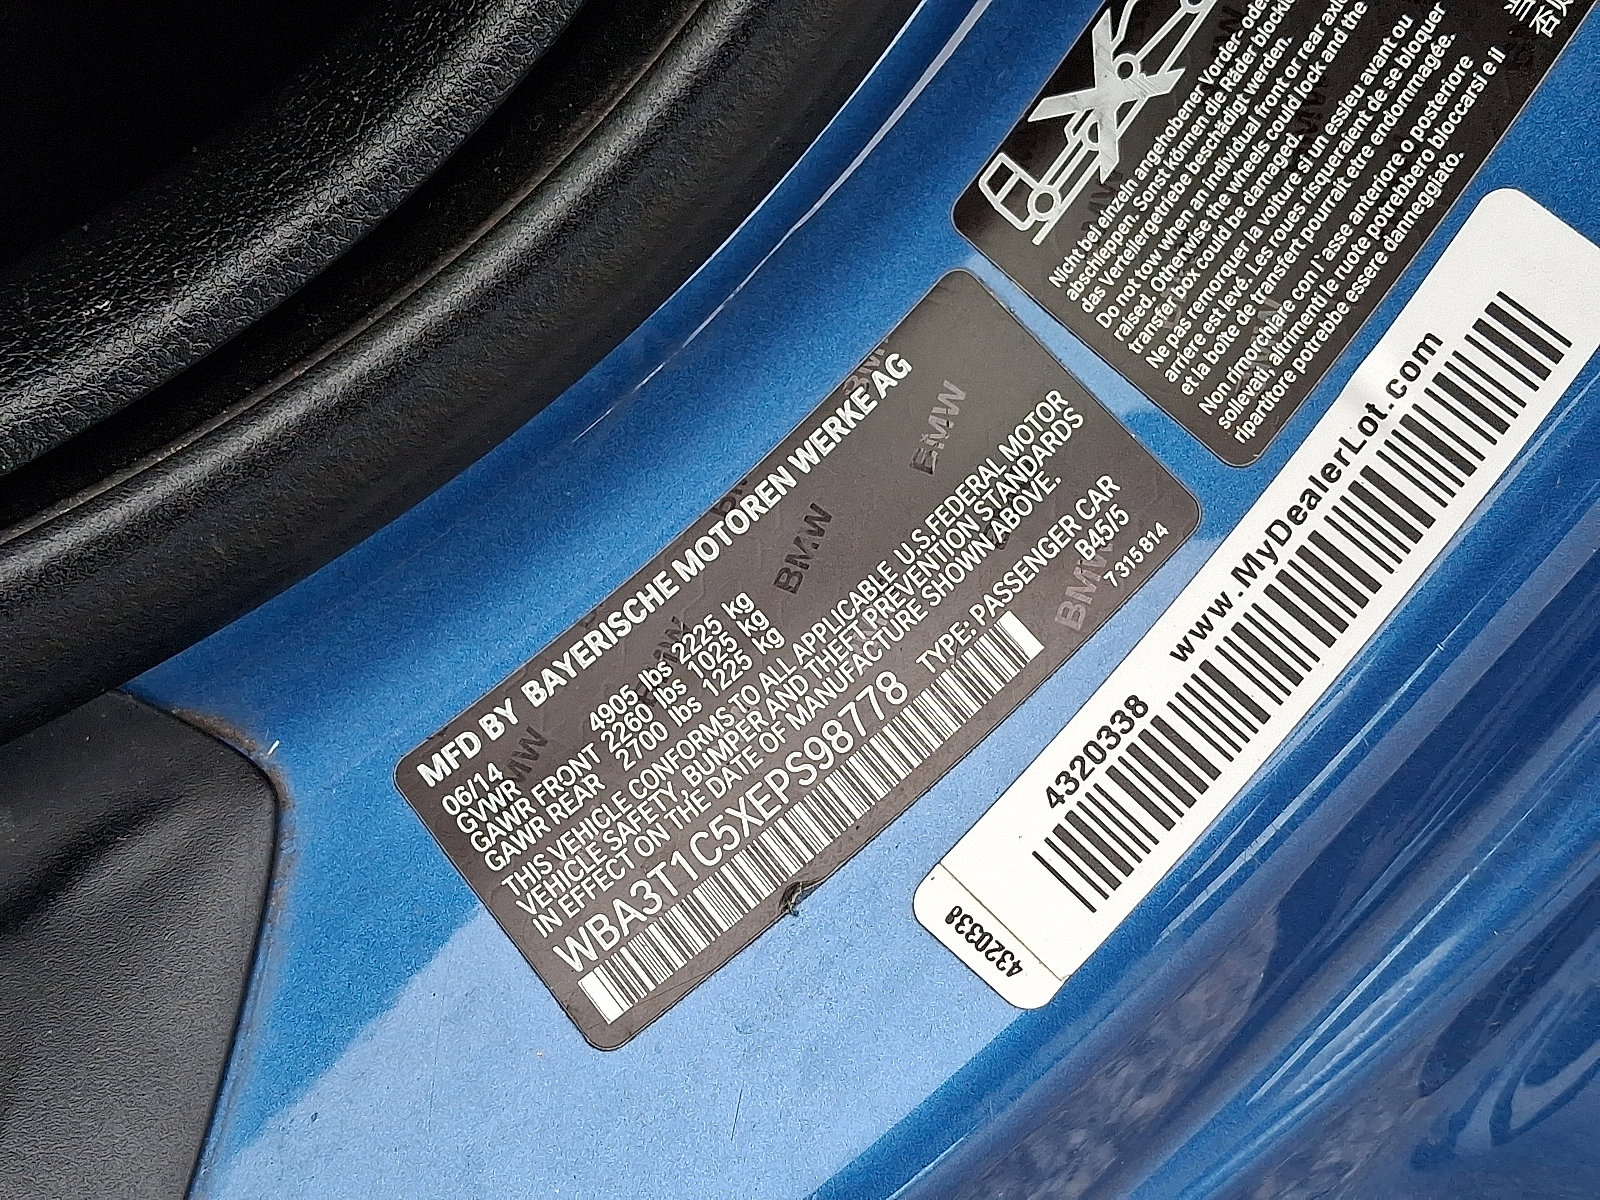 MFD BY BAYERISCHE MOTOREN WERKE AG
06/14
GVWR 4905 lbs 2225 kg
GAWR FRONT 2260 lbs 1025 kg
GAWR REAR 2700 lbs 1225 kg
THIS VEHICLE CONFORMS TO ALL APPLICABLE U.S.FEDERAL MOTOR
VEHICLE SAFETY, BUMPER AND THEFT PREVENTION STANDARDS
IN EFFECT ON THE DATE OF MANUFACTURE SHOWN ABOVE.
WBA3T1C5XEPS98778 TYPE: PASSENGER CAR
B45/5
7 315 814
BMW
BMW
BMW
Nicht bei einzeln angehobener Vorder-oder
abschleppen. Sonst können die Räder blockie
das Verteilergetriebe beschädigt werden.
Do not tow when an individual front or rear axl
raised. Otherwise the wheels could lock and the
transfer box could be damaged.
Ne pas remorquer la voiture si un essieu avant ou
arrière est levé. Les roues risqueraient de se bloquer
et la boîte de transfert pourrait etre endommagée.
Non rimorchiare con l'asse anteriore o posteriore
sollevati, altrimenti le ruote potrebbero bloccarsi e il
ripartitore potrebbe essere danneggiato.
www.MyDealerLot.com
4320338
4320338